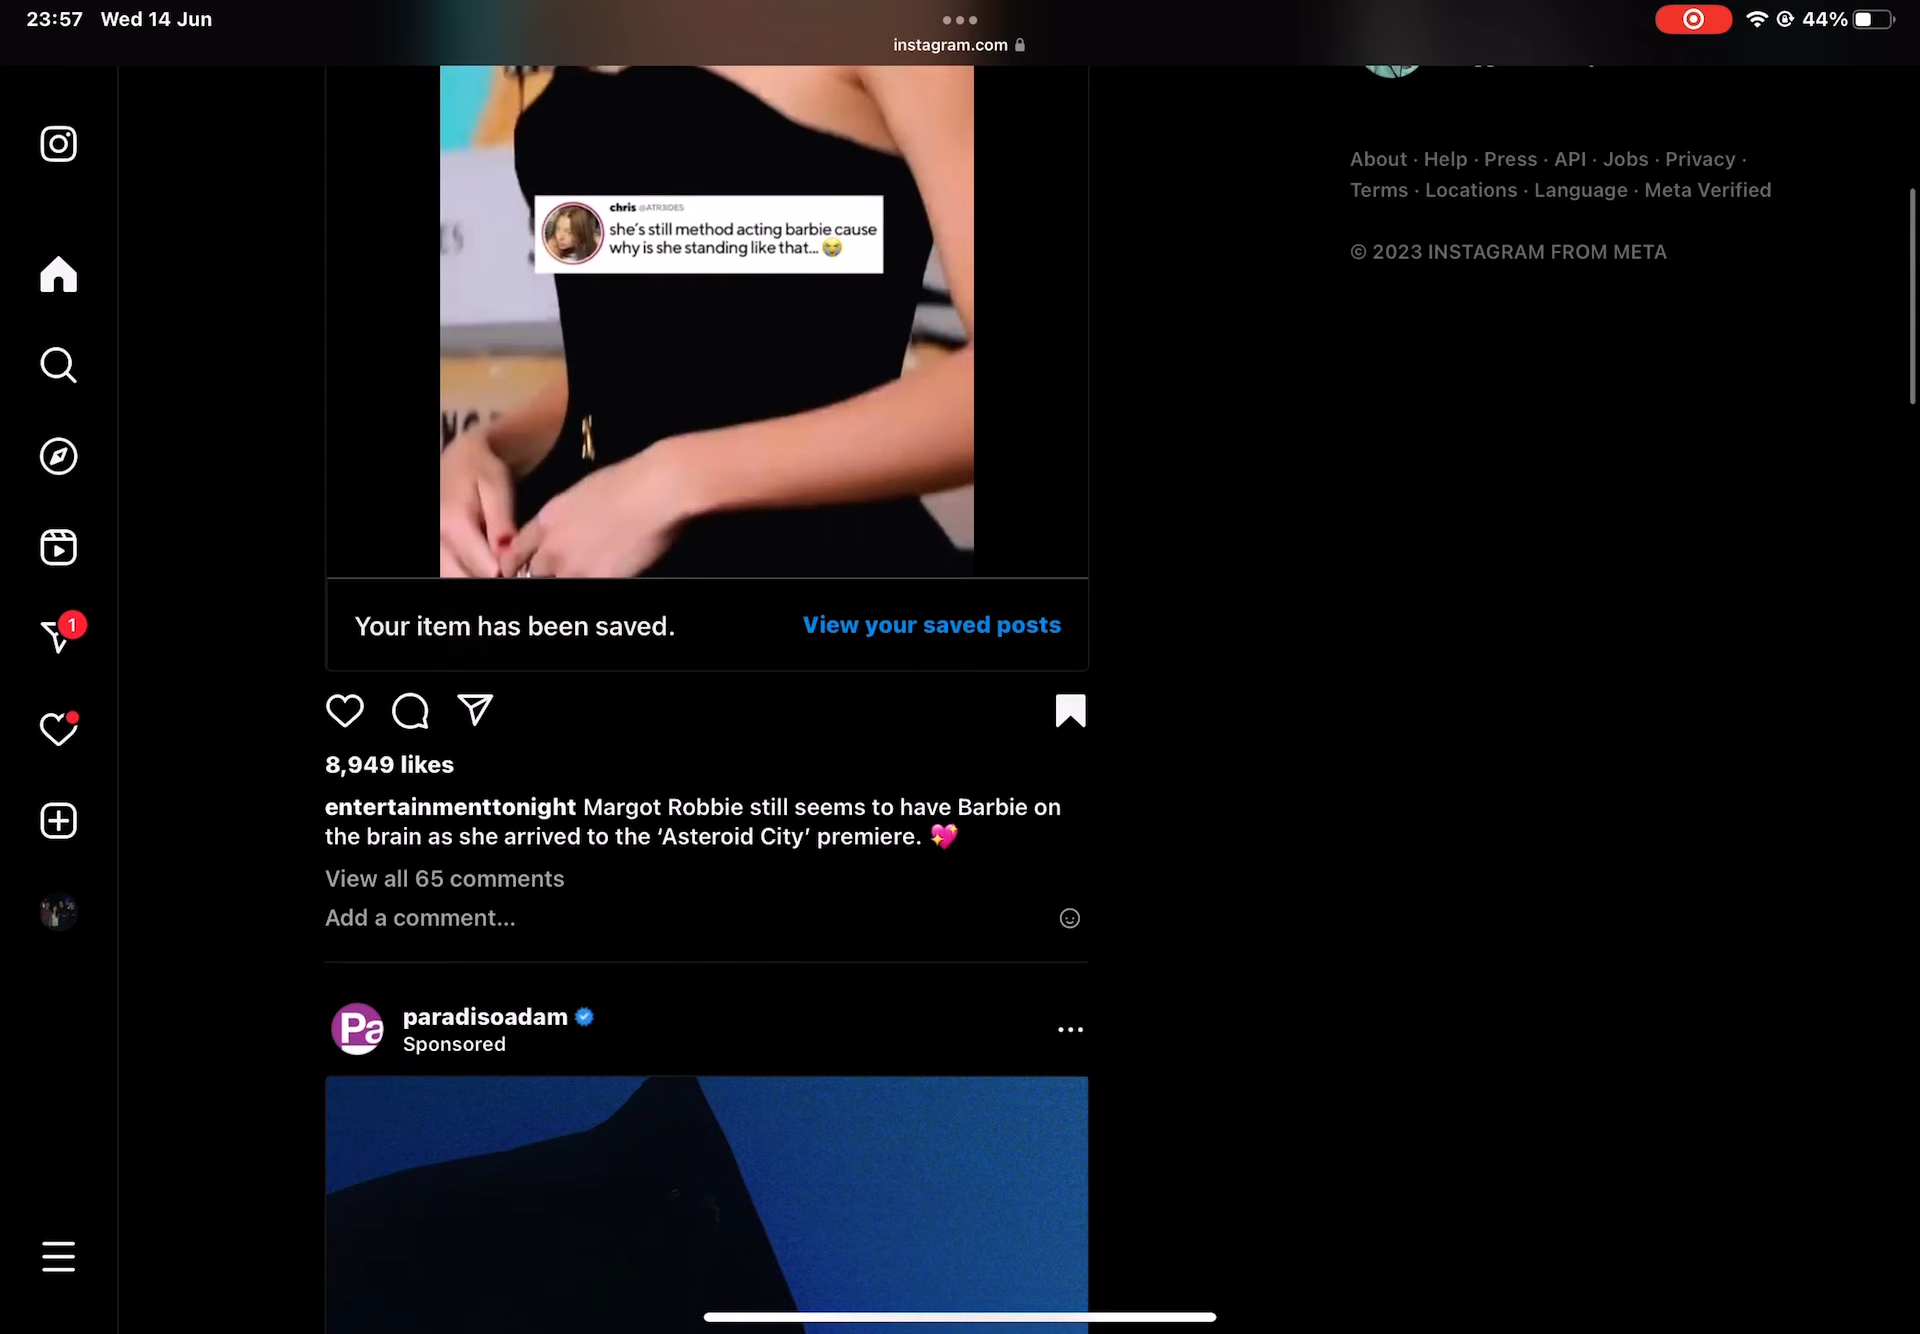 23:57 Wed 14 Jun
44%
instagram.com
chris @ATR3IDES
she's still method acting barbie cause
why is she standing like that... 😭
Your item has been saved.
View your saved posts
8,949 likes
entertainmenttonight Margot Robbie still seems to have Barbie on
the brain as she arrived to the ‘Asteroid City’ premiere. 💖
View all 65 comments
Add a comment...
Pa
paradisoadam
Sponsored
1
About · Help · Press · API · Jobs · Privacy ·
Terms · Locations · Language · Meta Verified
© 2023 INSTAGRAM FROM META